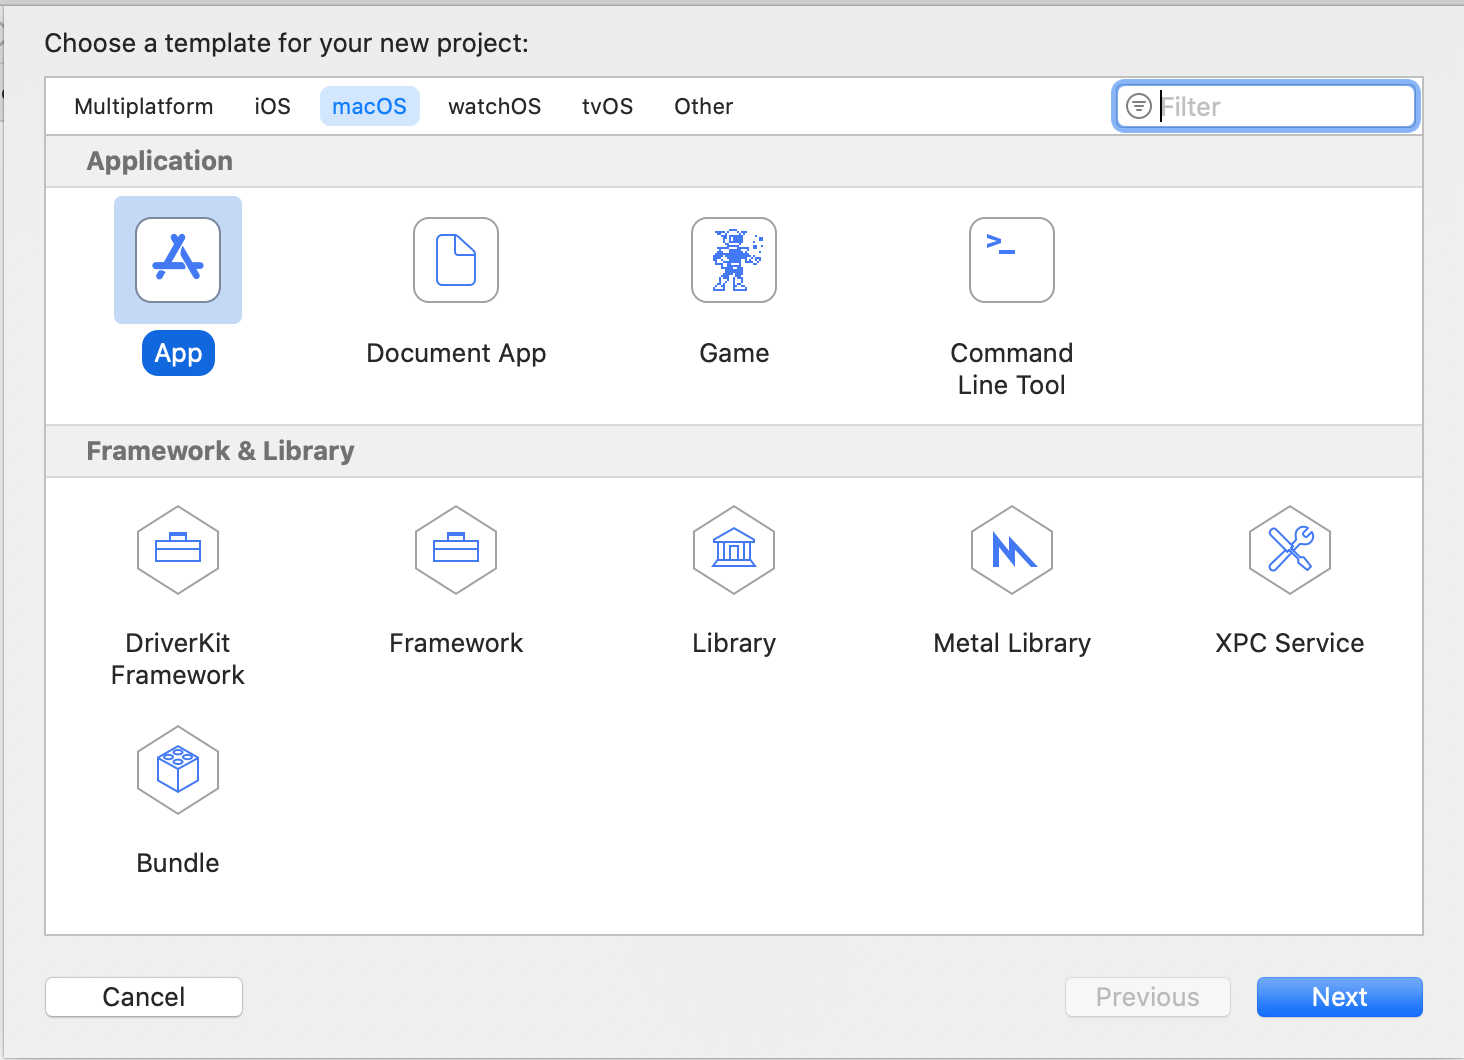 Choose a template for your new project:
Multiplatform iOS macOS watchOS tvOS Other Filter
Application
App Document App Game Command
Line Tool
Framework & Library
DriverKit Framework Library Metal Library XPC Service
Framework
Bundle
Cancel Previous Next